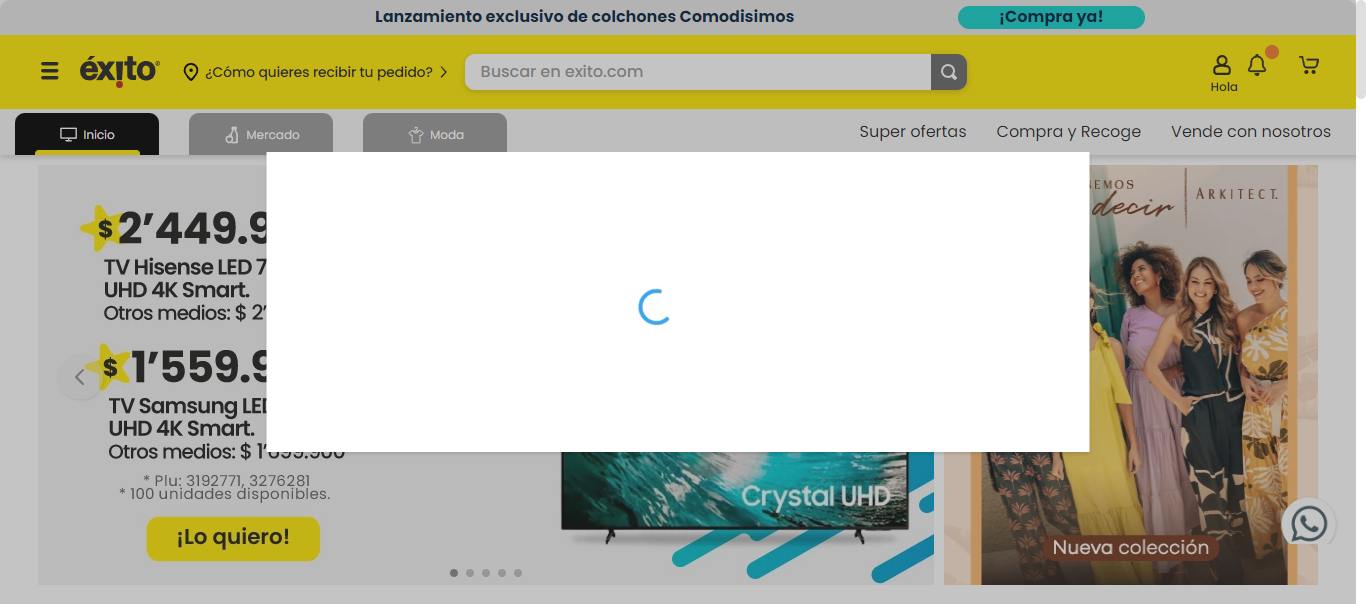 Lanzamiento exclusivo de colchones Comodisimos
¡Compra ya!
éxito
¿Cómo quieres recibir tu pedido?
Buscar en exito.com
Hola
Inicio
Mercado
Moda
Super ofertas
Compra y Recoge
Vende con nosotros
$2’449.9
TV Hisense LED 7
UHD 4K Smart.
Otros medios: $ 2’
$1’559.9
TV Samsung LED
UHD 4K Smart.
Otros medios: $ 1’699.900
* Plu: 3192771, 3276281
* 100 unidades disponibles.
¡Lo quiero!
Crystal UHD
EMOS
decir
ARKITECT.
Nueva colección